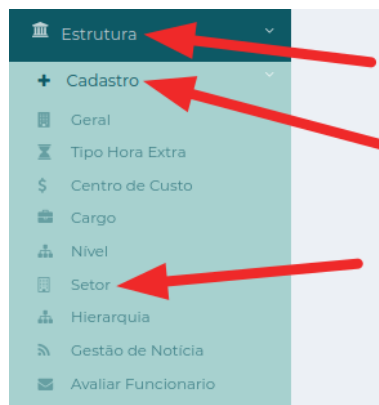 Estrutura
Cadastro
Geral
Tipo Hora Extra
Centro de Custo
Cargo
Nível
Setor
Hierarquia
Gestão de Notícia
Avaliar Funcionario